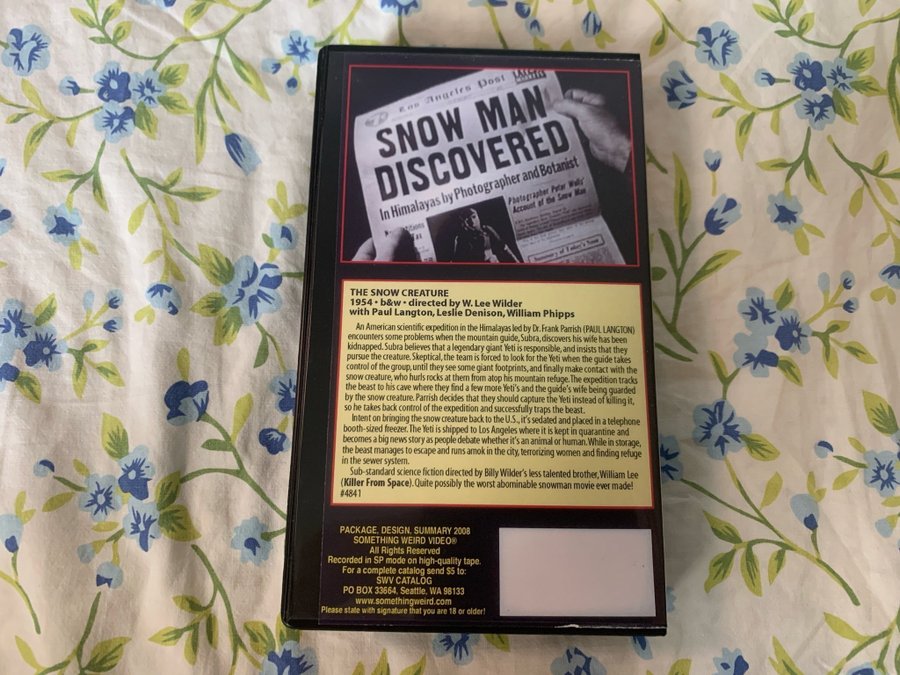 Los Angeles Post
SNOW MAN
DISCOVERED
In Himalayas by Photographer and Botanist
Photographer Peter Wells'
Account of the Snow Man
Summary of Today's News
THE SNOW CREATURE
1954 • b&w • directed by W. Lee Wilder
with Paul Langton, Leslie Denison, William Phipps
An American scientific expedition in the Himalayas led by Dr. Frank Parrish (PAUL LANGTON)
encounters some problems when the mountain guide, Subra, discovers his wife has been
kidnapped. Subra believes that a legendary giant Yeti is responsible, and insists that they
pursue the creature. Skeptical, the team is forced to look for the Yeti when the guide takes
control of the group, until they see some giant footprints, and finally make contact with the
snow creature, who hurls rocks at them from atop his mountain refuge. The expedition tracks
the beast to his cave where they find a few more Yeti's and the guide's wife being guarded
by the snow creature. Parrish decides that they should capture the Yeti instead of killing it,
so he takes back control of the expedition and successfully traps the beast.
Intent on bringing the snow creature back to the U.S., it's sedated and placed in a telephone
booth-sized freezer. The Yeti is shipped to Los Angeles where it is kept in quarantine and
becomes a big news story as people debate whether it's an animal or human. While in storage,
the beast manages to escape and runs amok in the city, terrorizing women and finding refuge
in the sewer system.
Sub-standard science fiction directed by Billy Wilder's less talented brother, William Lee
(Killer From Space). Quite possibly the worst abominable snowman movie ever made!
#4841
PACKAGE, DESIGN, SUMMARY 2008
SOMETHING WEIRD VIDEO®
All Rights Reserved
Recorded in SP mode on high-quality tape.
For a complete catalog send $5 to:
SWV CATALOG
PO BOX 33664, Seattle, WA 98133
www.somethingweird.com
Please state with signature that you are 18 or older!